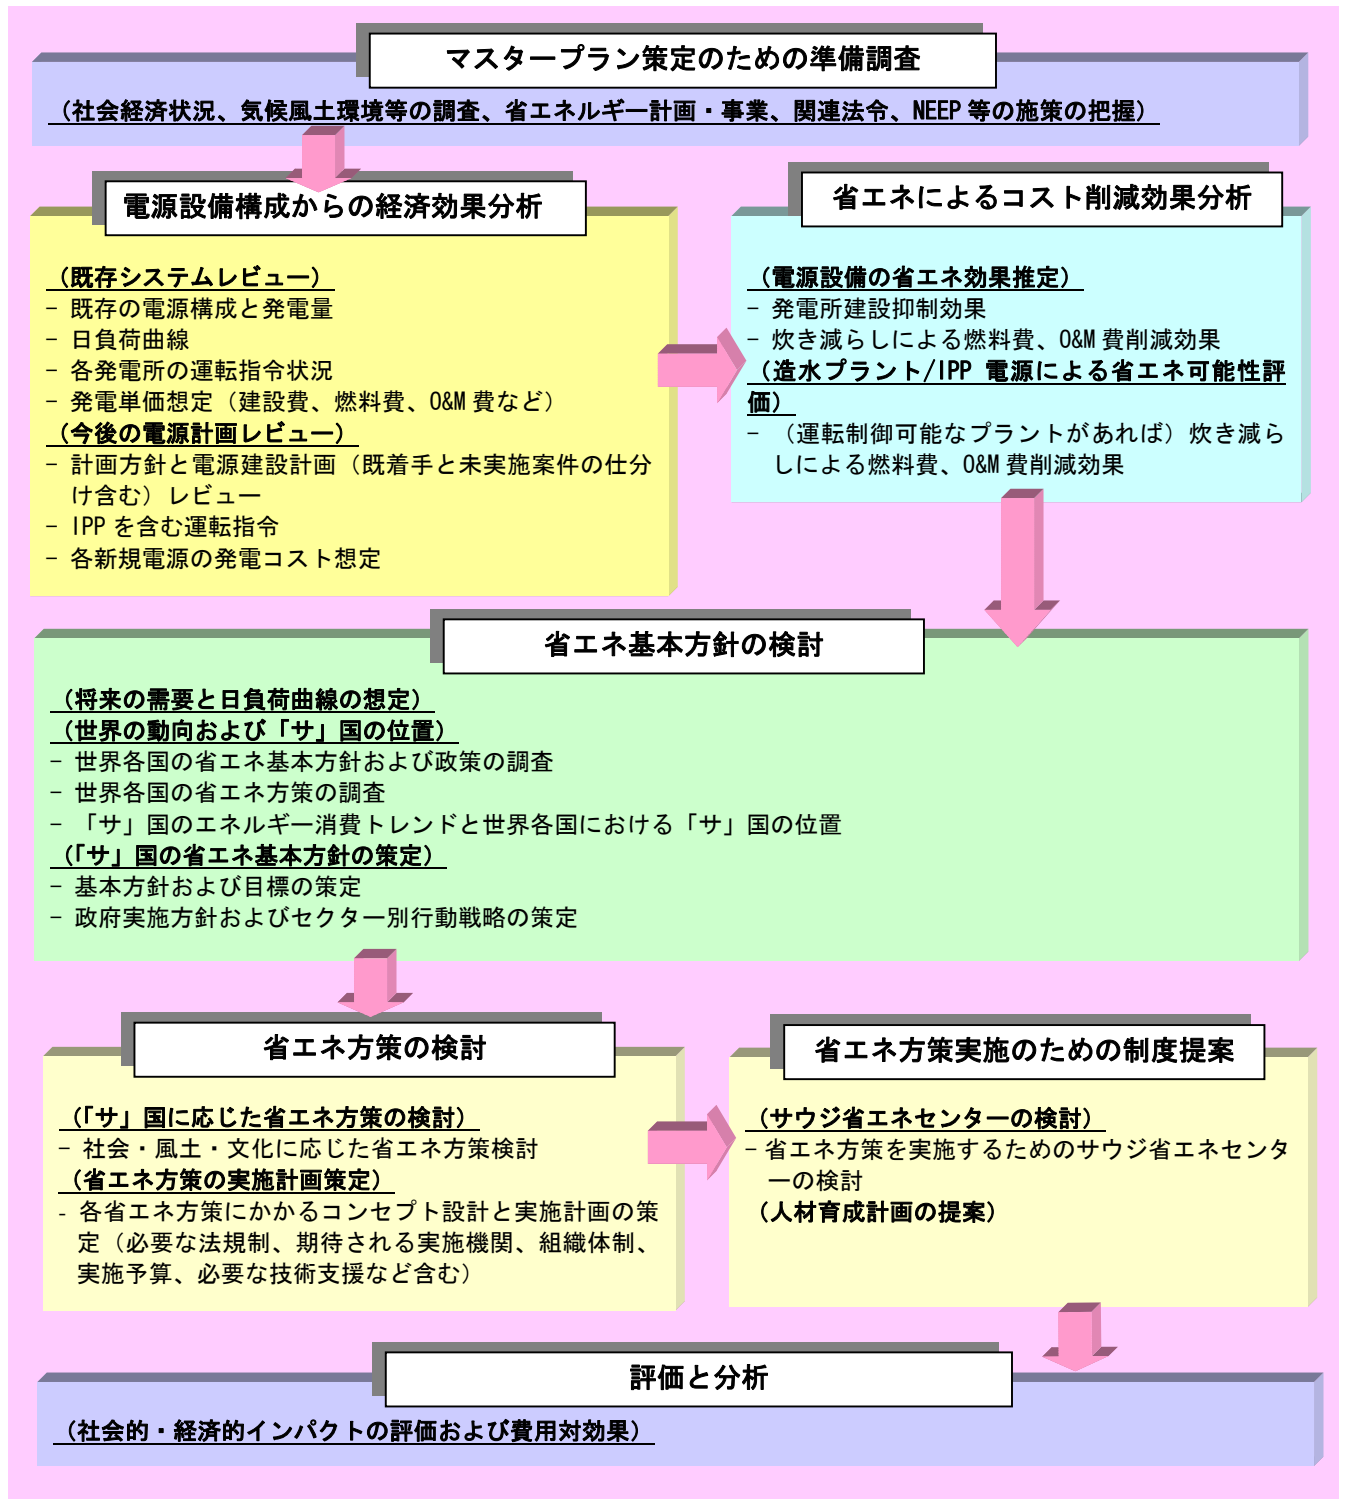 マスタープラン策定のための準備調査
（社会経済状況、気候風土環境等の調査、省エネルギー計画・事業、関連法令、NEEP 等の施策の把握）
電源設備構成からの経済効果分析
（既存システムレビュー）
- 既存の電源構成と発電量
- 日負荷曲線
- 各発電所の運転指令状況
- 発電単価想定（建設費、燃料費、O&M 費など）
（今後の電源計画レビュー）
- 計画方針と電源建設計画（既着手と未実施案件の仕分
け含む）レビュー
- IPP を含む運転指令
- 各新規電源の発電コスト想定
省エネによるコスト削減効果分析
（電源設備の省エネ効果推定）
- 発電所建設抑制効果
- 炊き減らしによる燃料費、O&M 費削減効果
（造水プラント/IPP 電源による省エネ可能性評
価）
- （運転制御可能なプラントがあれば）炊き減ら
しによる燃料費、O&M 費削減効果
省エネ基本方針の検討
（将来の需要と日負荷曲線の想定）
（世界の動向および「サ」国の位置）
- 世界各国の省エネ基本方針および政策の調査
- 世界各国の省エネ方策の調査
- 「サ」国のエネルギー消費トレンドと世界各国における「サ」国の位置
（「サ」国の省エネ基本方針の策定）
- 基本方針および目標の策定
- 政府実施方針およびセクター別行動戦略の策定
省エネ方策の検討
（「サ」国に応じた省エネ方策の検討）
- 社会・風土・文化に応じた省エネ方策検討
（省エネ方策の実施計画策定）
- 各省エネ方策にかかるコンセプト設計と実施計画の策
定（必要な法規制、期待される実施機関、組織体制、
実施予算、必要な技術支援など含む）
省エネ方策実施のための制度提案
（サウジ省エネセンターの検討）
- 省エネ方策を実施するためのサウジ省エネセンタ
ーの検討
（人材育成計画の提案）
評価と分析
（社会的・経済的インパクトの評価および費用対効果）